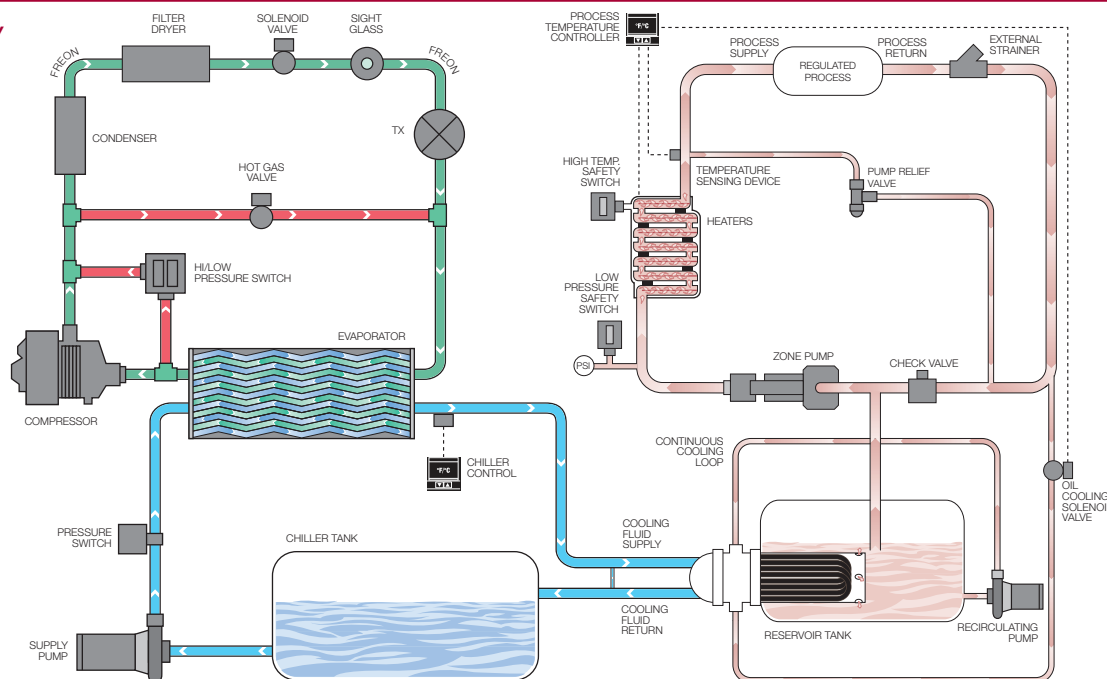 FILTER
DRYER
SOLENOID
VALVE
SIGHT
GLASS
FREON
FREON
CONDENSER
TX
HOT GAS
VALVE
HI/LOW
PRESSURE SWITCH
EVAPORATOR
COMPRESSOR
°F/°C
CHILLER
CONTROL
PRESSURE
SWITCH
CHILLER TANK
SUPPLY
PUMP
COOLING
FLUID
SUPPLY
COOLING
FLUID
RETURN
PROCESS
TEMPERATURE
CONTROLLER
°F/°C
PROCESS
SUPPLY
REGULATED
PROCESS
PROCESS
RETURN
EXTERNAL
STRAINER
HIGH TEMP.
SAFETY
SWITCH
TEMPERATURE
SENSING DEVICE
PUMP RELIEF
VALVE
HEATERS
LOW
PRESSURE
SAFETY
SWITCH
PSI
ZONE PUMP
CHECK VALVE
CONTINUOUS
COOLING
LOOP
OIL
COOLING
SOLENOI
VALVE
RESERVOIR TANK
RECIRCULATING
PUMP